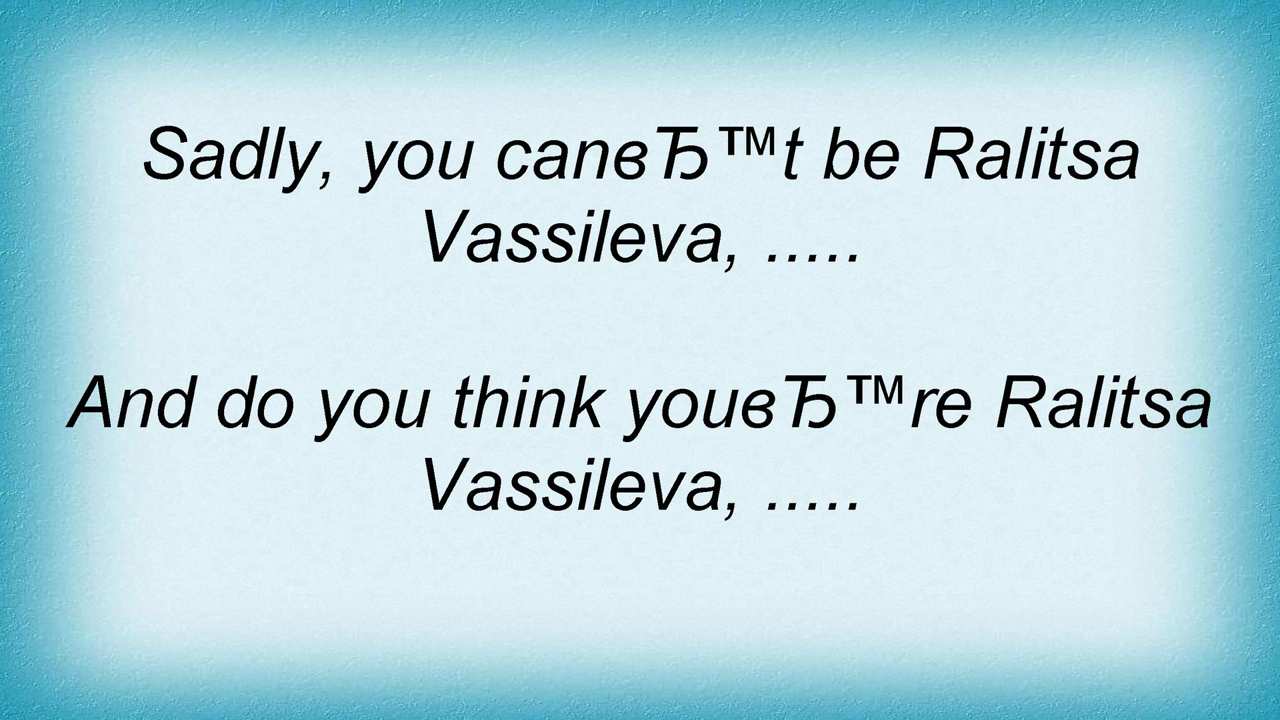 Sadly, you canвЂ™t be Ralitsa
Vassileva, .....
And do you think youвЂ™re Ralitsa
Vassileva, .....